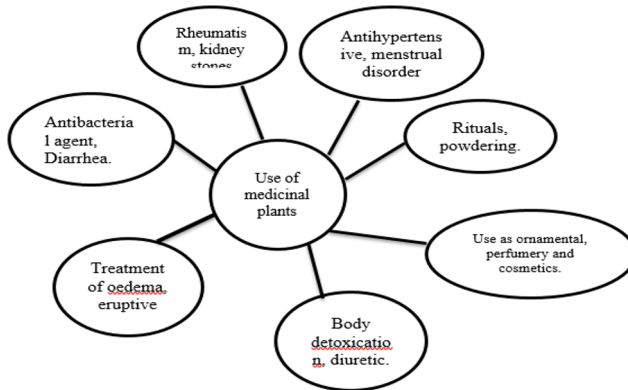 Rheumatis
m, kidney
stones
Antihypertens
ive, menstrual
disorder
Antibacteria
l agent,
Diarrhea.
Rituals,
powdering.
Use of
medicinal
plants
Use as ornamental,
perfumery and
cosmetics.
Treatment
of oedema,
eruptive
Body
detoxicatio
n, diuretic.